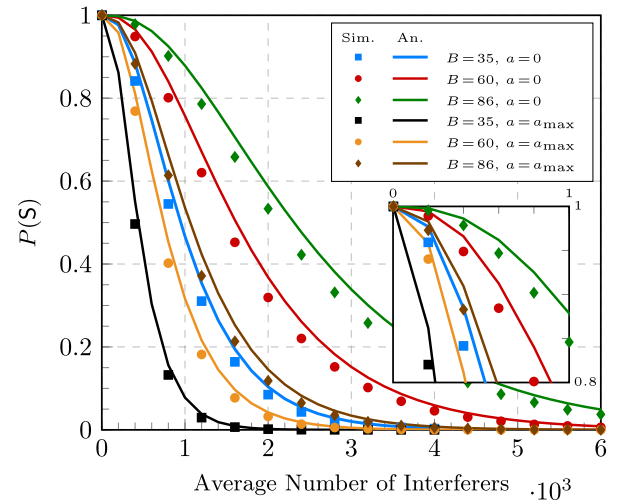 1
0.8
0.6
0.4
0.2
0
P(S)
Sim. An.
B = 35, a = 0
B = 60, a = 0
B = 86, a = 0
B = 35, a = a_max
B = 60, a = a_max
B = 86, a = a_max
0 1
1
0.8
0 1 2 3 4 5 6
Average Number of Interferers
·10³